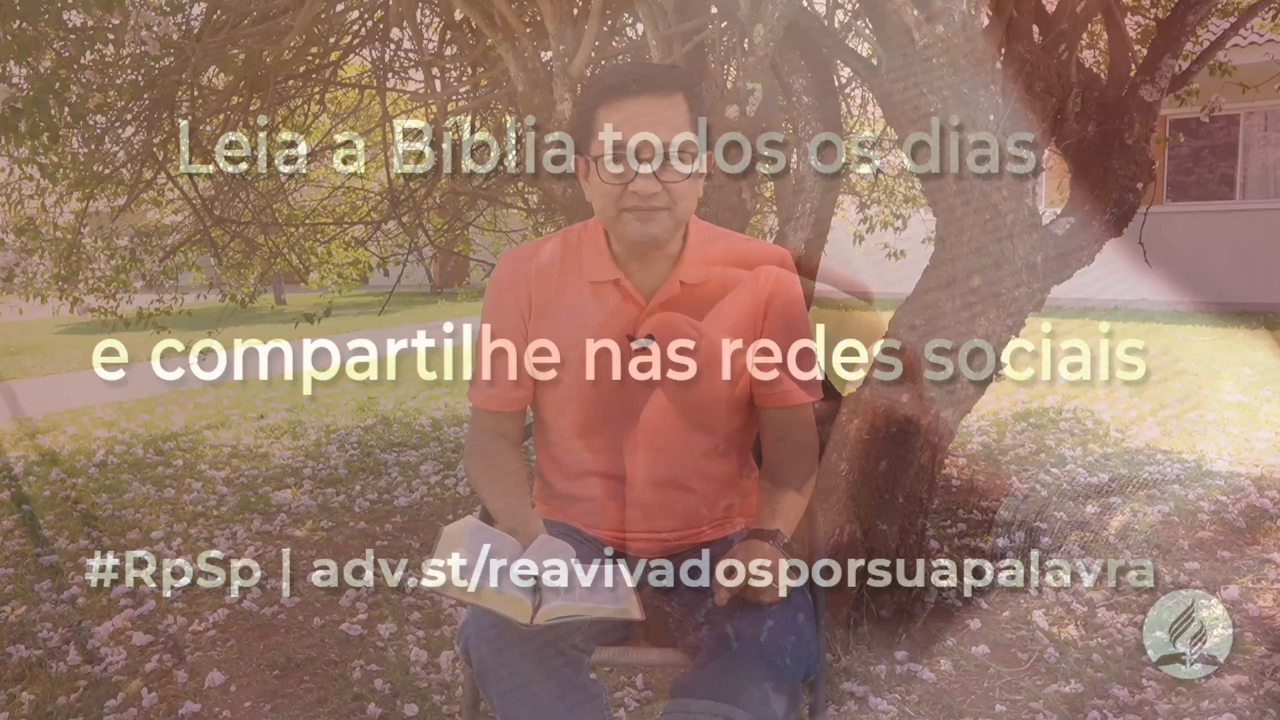 Leia a Bíblia todos os dias
e compartilhe nas redes sociais
#RpSp | adv.st/reavivadosporsuapalavra